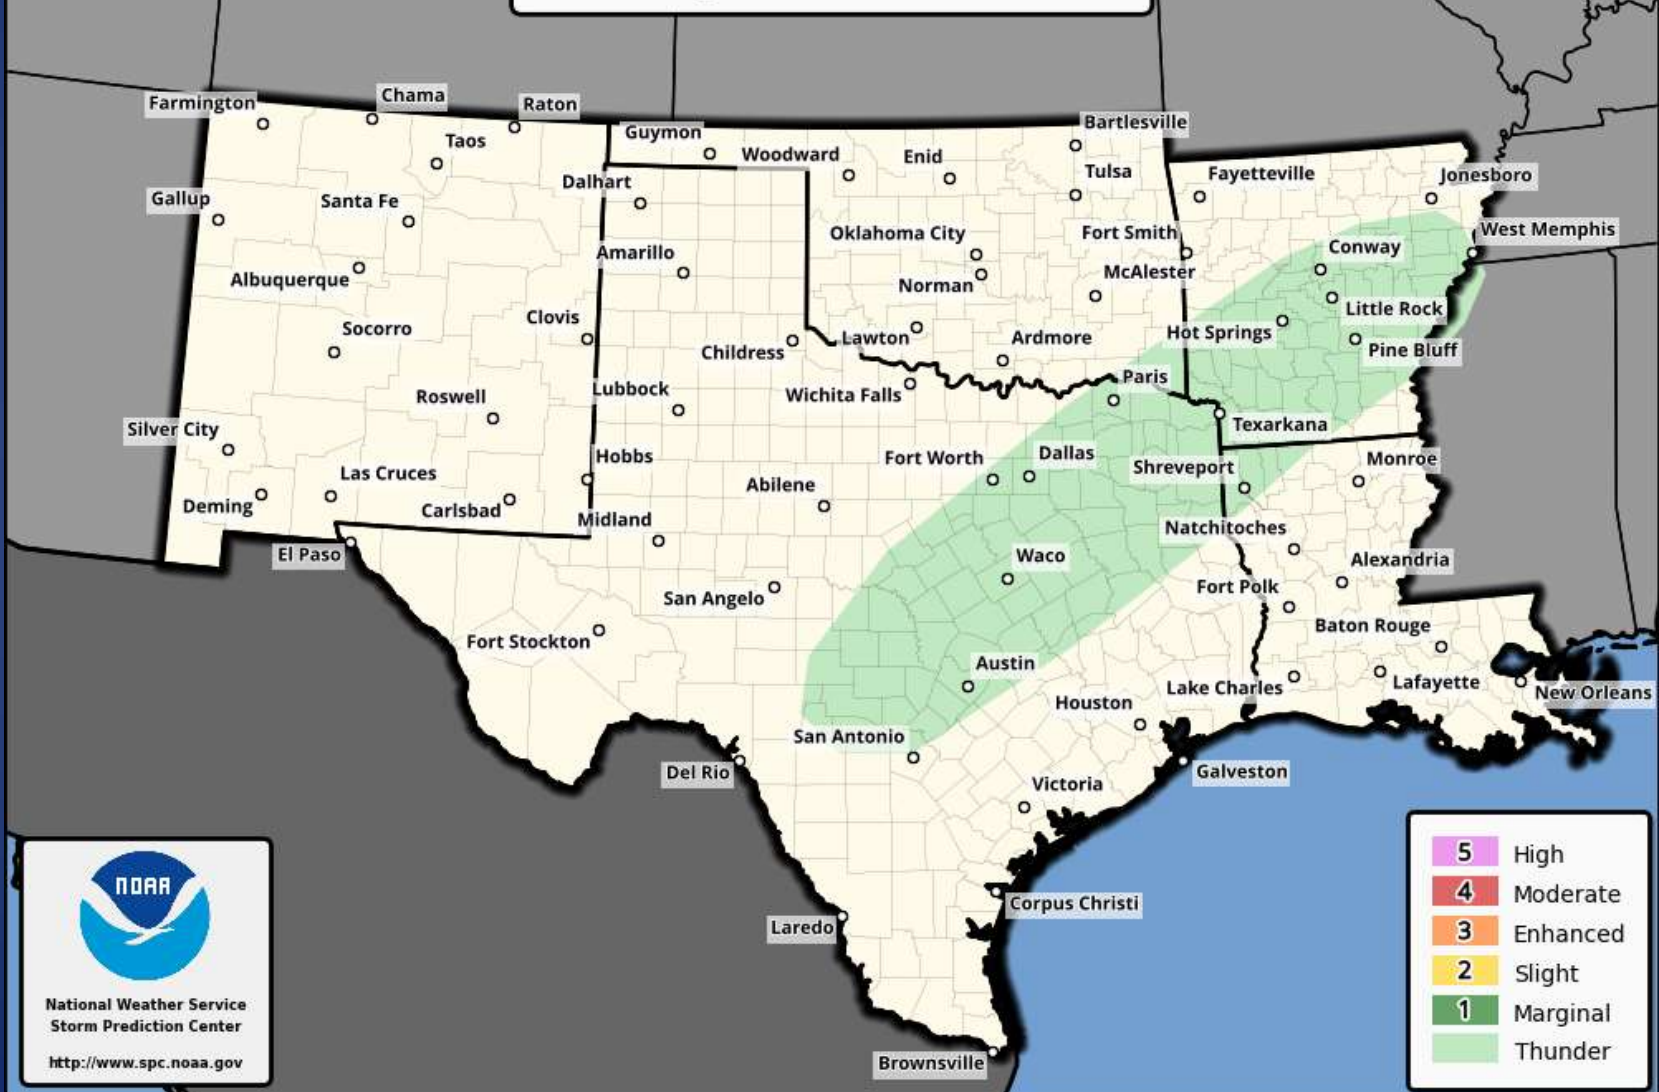 Farmington
Chama
Raton
Taos
Guymon
Woodward
Enid
Bartlesville
Tulsa
Fayetteville
Jonesboro
Gallup
Santa Fe
Dalhart
Oklahoma City
Fort Smith
West Memphis
Conway
Albuquerque
Amarillo
Norman
McAlester
Little Rock
Socorro
Clovis
Childress
Lawton
Ardmore
Hot Springs
Pine Bluff
Roswell
Lubbock
Wichita Falls
Paris
Texarkana
Silver City
Las Cruces
Hobbs
Abilene
Fort Worth
Dallas
Shreveport
Monroe
Deming
Carlsbad
Midland
Natchitoches
El Paso
San Angelo
Waco
Fort Polk
Alexandria
Fort Stockton
Baton Rouge
Austin
Houston
Lake Charles
Lafayette
New Orleans
San Antonio
Del Rio
Victoria
Galveston
Laredo
Corpus Christi
Brownsville
NOAA
National Weather Service
Storm Prediction Center
http://www.spc.noaa.gov
5 High
4 Moderate
3 Enhanced
2 Slight
1 Marginal
Thunder